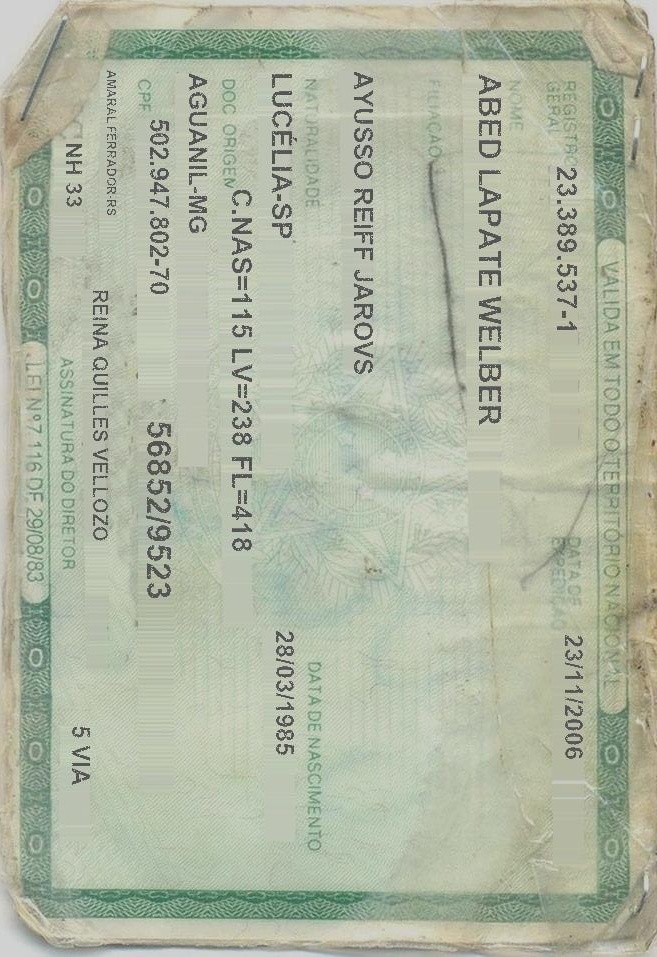 VÁLIDA EM TODO O TERRITÓRIO NACIONAL
REGISTRO GERAL 23.389.537-1 DATA DE EXPEDIÇÃO 23/11/2006
NOME
ABED LAPATE WELBER
FILIAÇÃO
AYUSSO REIFF JAROVS
NATURALIDADE DATA DE NASCIMENTO
LUCÉLIA-SP 28/03/1985
DOC ORIGEM C.NAS=115 LV=238 FL=418
AGUANIL-MG
CPF 502.947.802-70 56852/9523
AMARAL FERRADOR-RS REINA QUILLES VELLOZO
NH 33 ASSINATURA DO DIRETOR 5 VIA
LEI Nº 7.116 DE 29/08/83